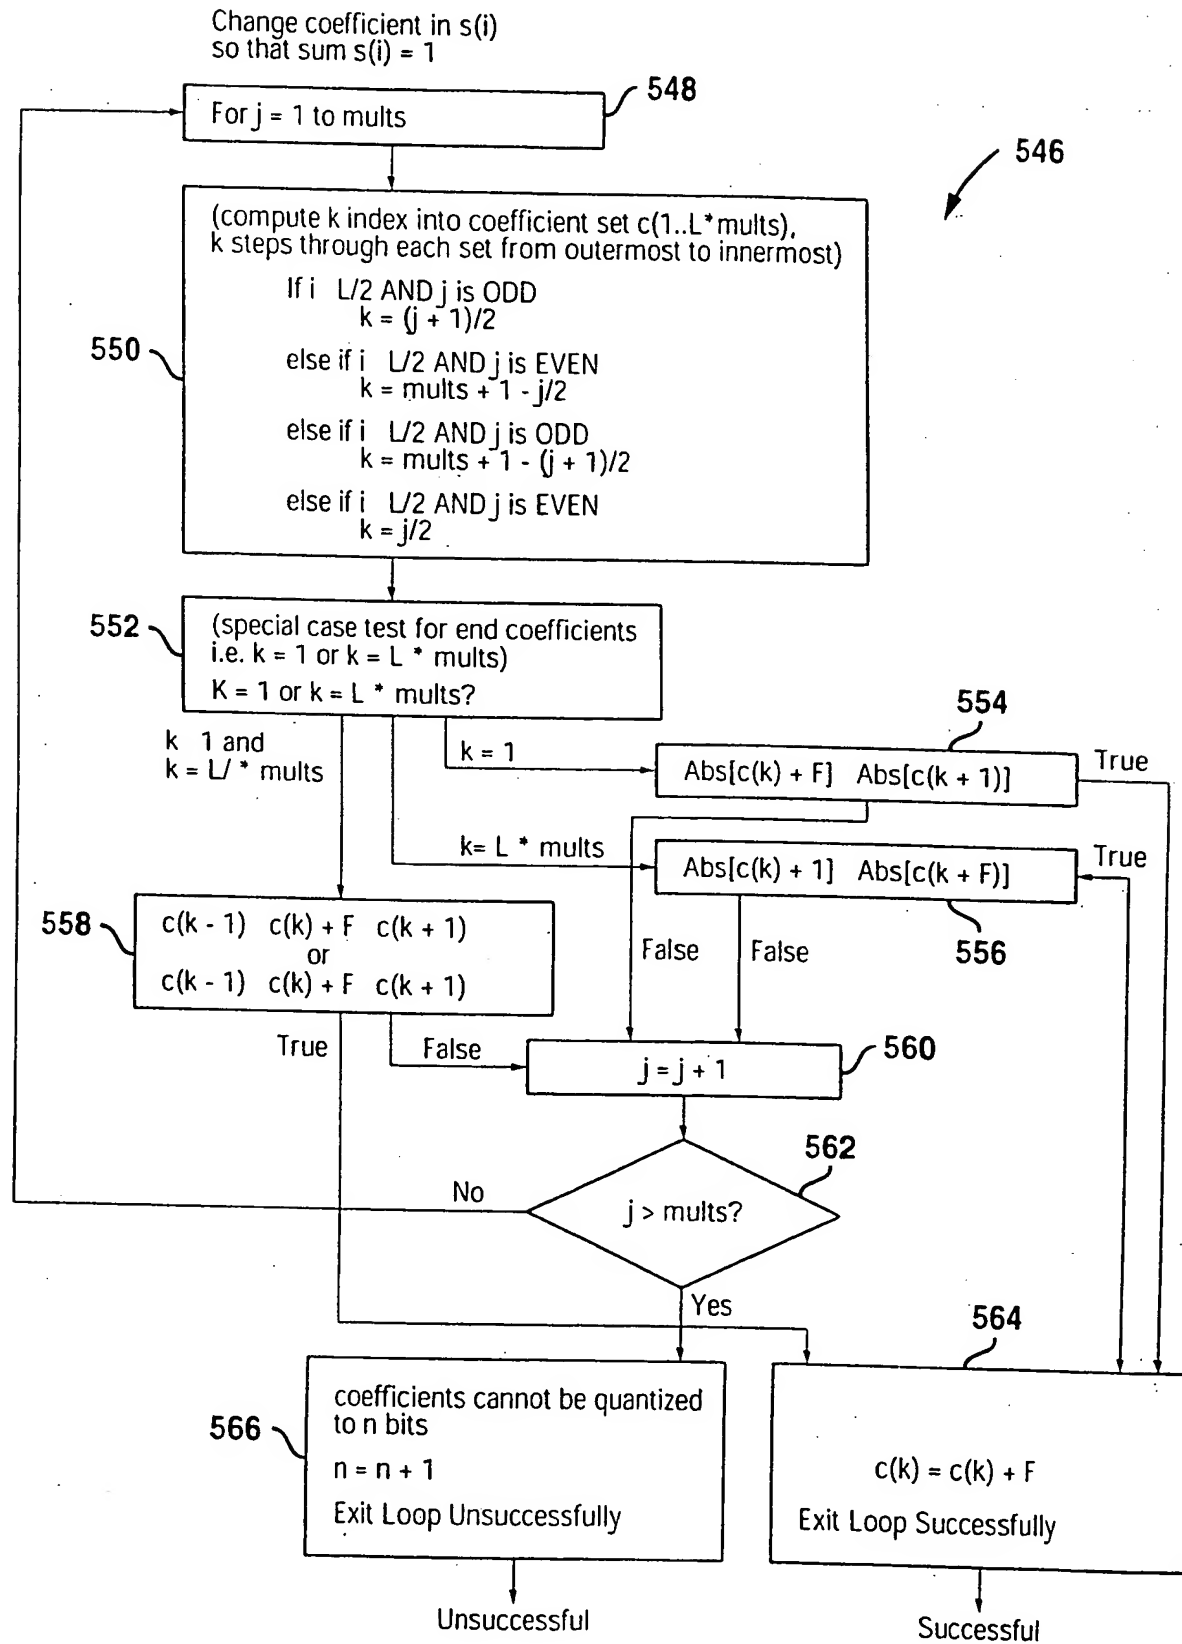 Change coefficient in s(i)
so that sum s(i) = 1
548
For j = 1 to mults
546
(compute k index into coefficient set c(1..L*mults),
k steps through each set from outermost to innermost)
If i L/2 AND j is ODD
k = (j + 1)/2
550
else if i L/2 AND j is EVEN
k = mults + 1 - j/2
else if i L/2 AND j is ODD
k = mults + 1 - (j + 1)/2
else if i L/2 AND j is EVEN
k = j/2
552
(special case test for end coefficients
i.e. k = 1 or k = L * mults)
K = 1 or k = L * mults?
554
k 1 and
k = L/ * mults
k = 1
Abs[c(k) + F] Abs[c(k + 1)]
True
k= L * mults
Abs[c(k) + 1] Abs[c(k + F)]
True
556
558
c(k - 1) c(k) + F c(k + 1)
or
c(k - 1) c(k) + F c(k + 1)
False
False
True
False
560
j = j + 1
562
No
j > mults?
Yes
564
566
coefficients cannot be quantized
to n bits
n = n + 1
Exit Loop Unsuccessfully
c(k) = c(k) + F
Exit Loop Successfully
Unsuccessful
Successful